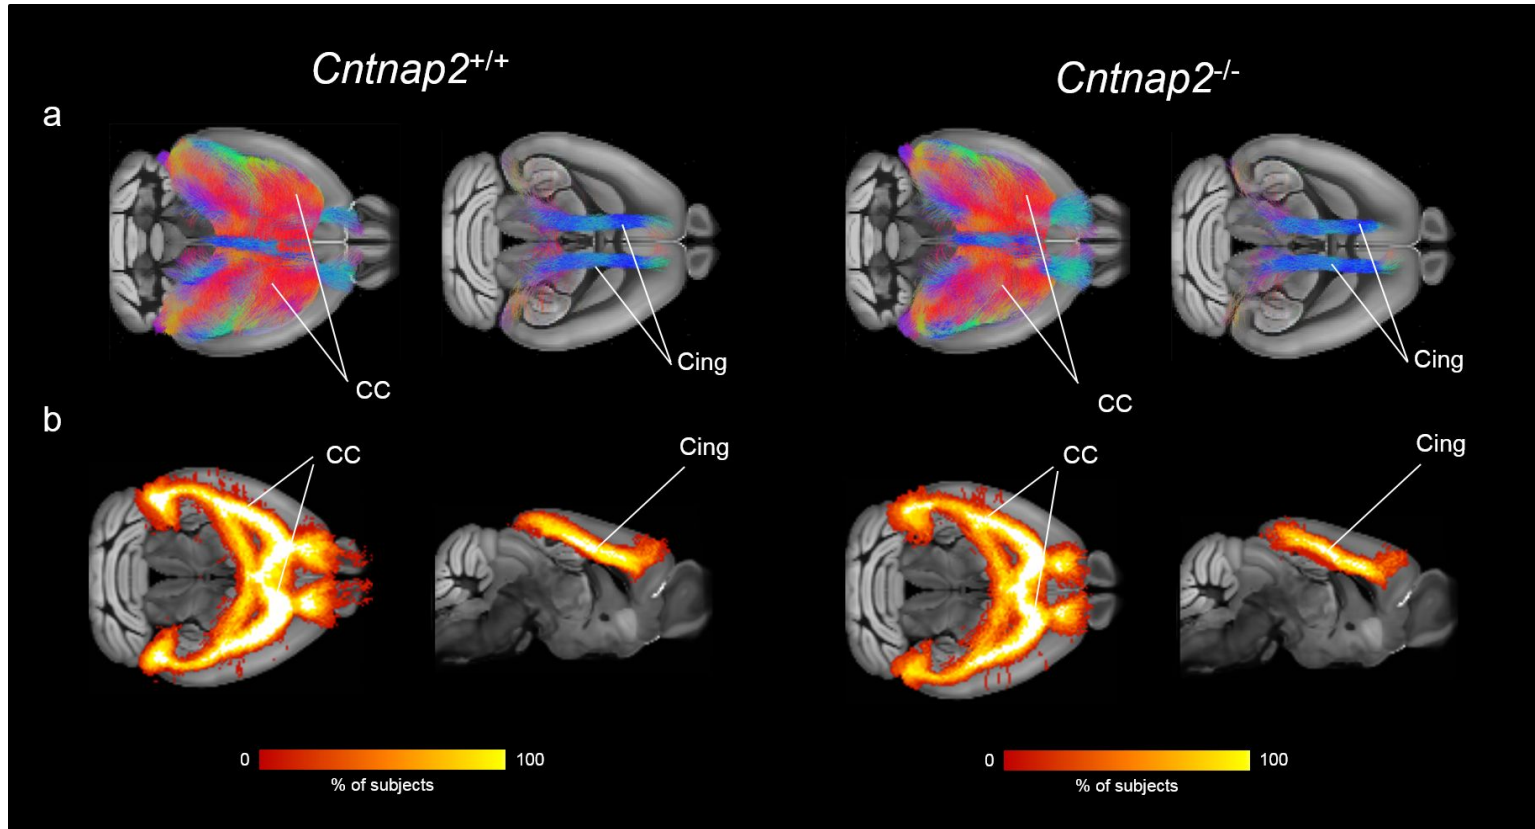 Cntnap2+/+
Cntnap2-/-
a
CC
Cing
CC
Cing
b
CC
Cing
CC
Cing
0 100
% of subjects
0 100
% of subjects